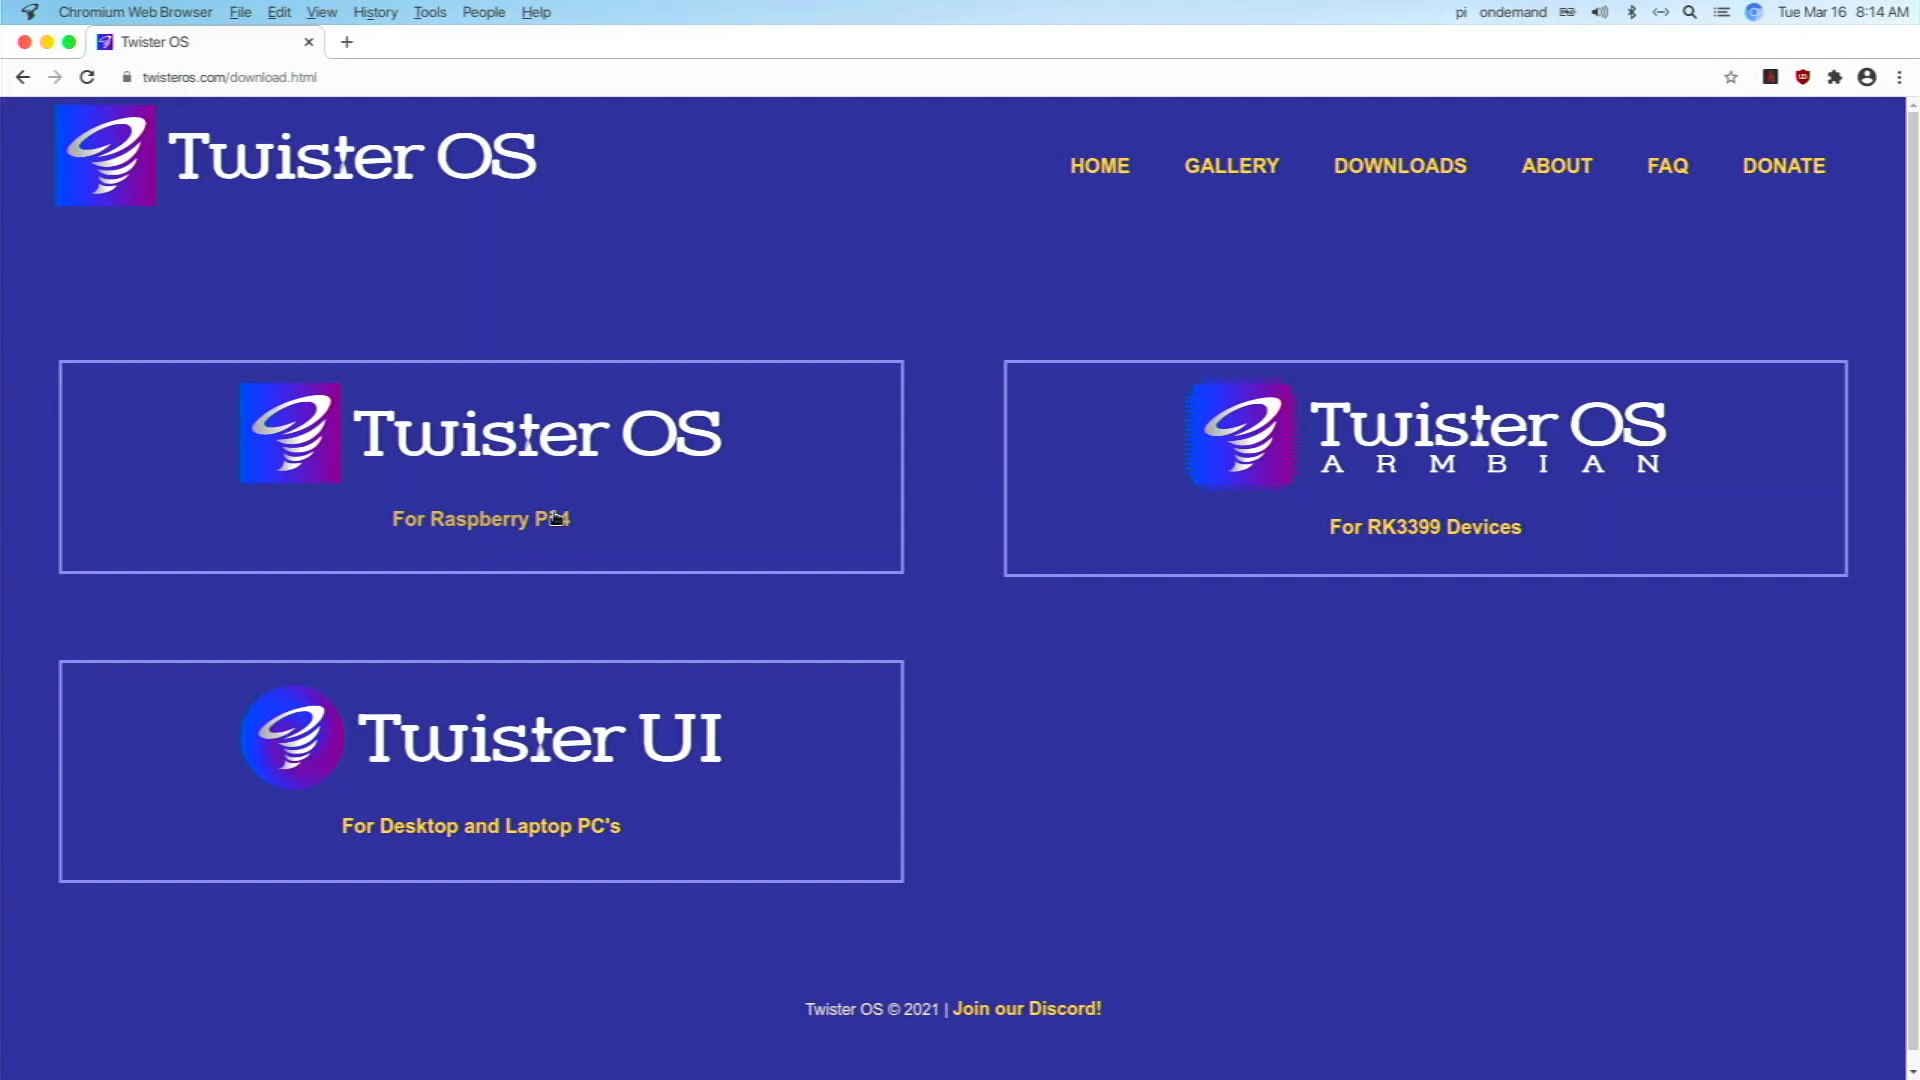 Chromium Web Browser File Edit View History Tools People Help pi ondemand Tue Mar 16 8:14 AM
Twister OS
twisteros.com/download.html
Twister OS HOME GALLERY DOWNLOADS ABOUT FAQ DONATE
Twister OS
For Raspberry Pi 4
Twister OS
ARMBIAN
For RK3399 Devices
Twister UI
For Desktop and Laptop PC's
Twister OS © 2021 | Join our Discord!